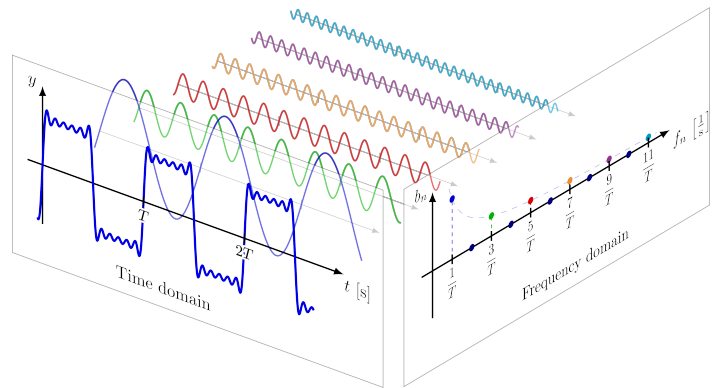 y
T
2T
t [s]
Time domain
b_n
f_n [1/s]
1/T
3/T
5/T
7/T
9/T
11/T
Frequency domain